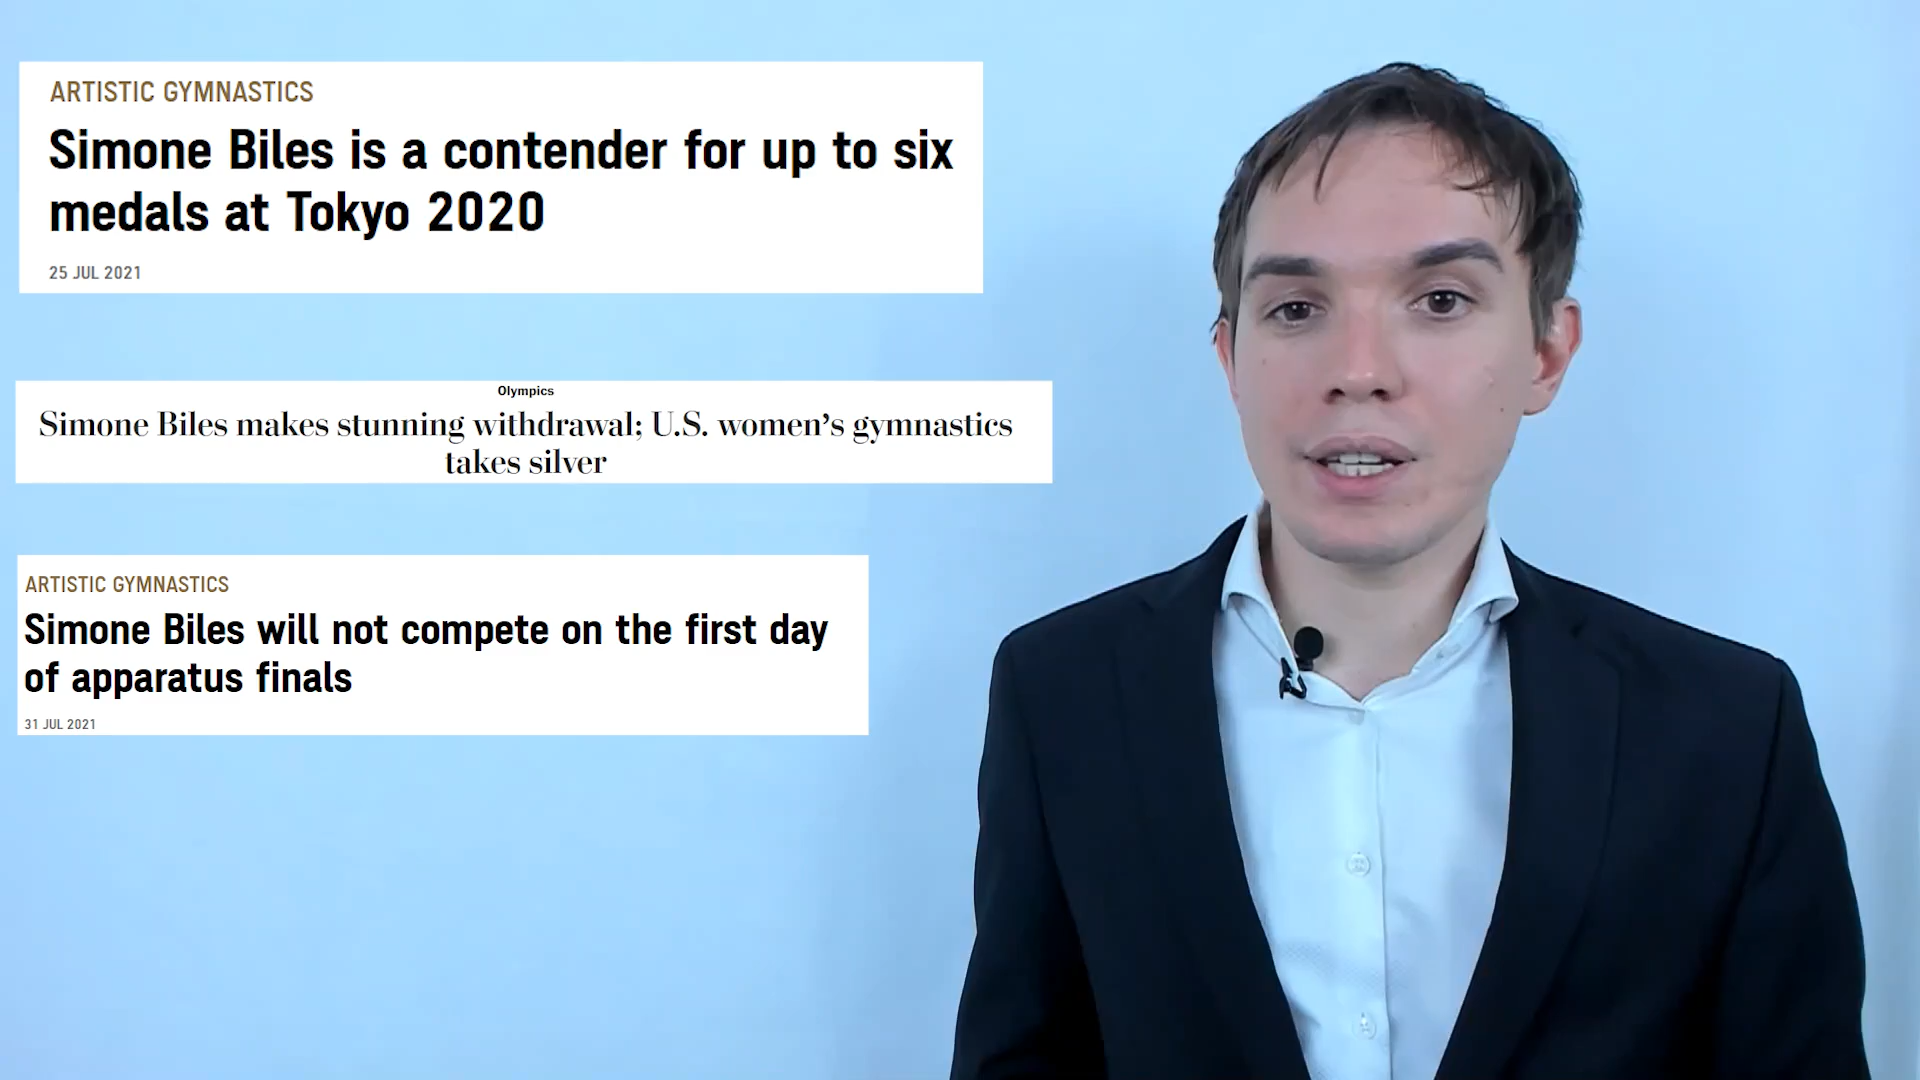 ARTISTIC GYMNASTICS
Simone Biles is a contender for up to six
medals at Tokyo 2020
25 JUL 2021
Olympics
Simone Biles makes stunning withdrawal; U.S. women’s gymnastics
takes silver
ARTISTIC GYMNASTICS
Simone Biles will not compete on the first day
of apparatus finals
31 JUL 2021